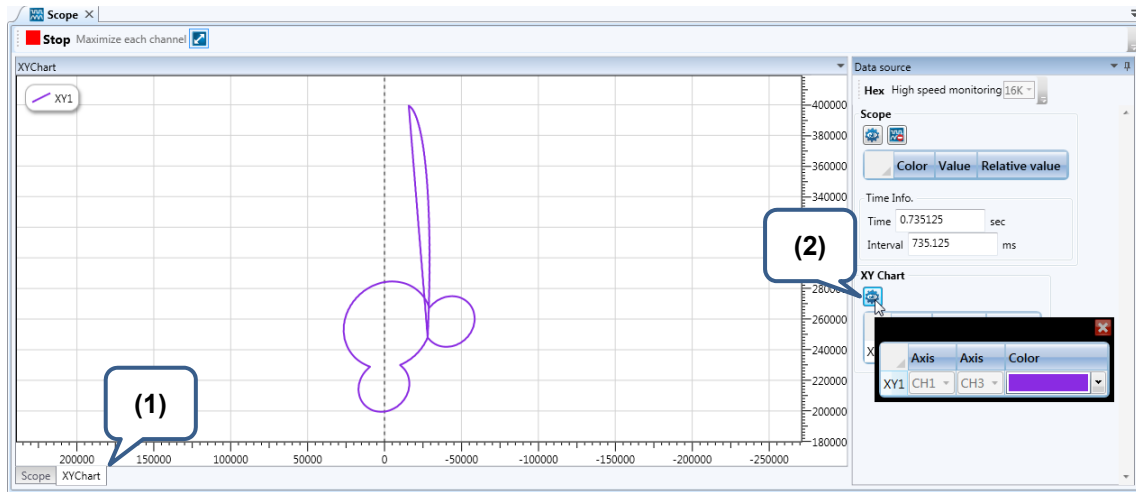 Scope
Stop Maximize each channel
XYChart
XY1
400000
380000
360000
340000
280000
260000
240000
220000
200000
180000
200000 150000 100000 50000 0 -50000 -100000 -150000 -200000 -250000
(1)
Scope XYChart
Data source
Hex High speed monitoring 16K
Scope
Color Value Relative value
Time Info.
Time 0.735125 sec
Interval 735.125 ms
(2)
XY Chart
Axis Axis Color
XY1 CH1 CH3